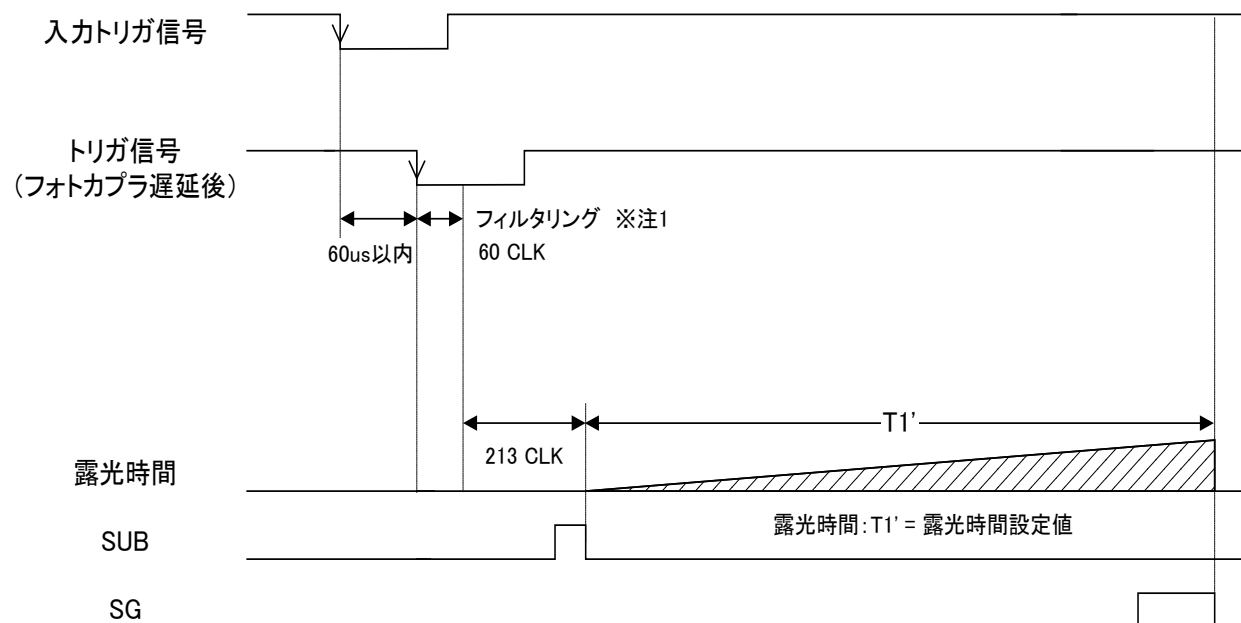 入力トリガ信号
トリガ信号
（フォトカプラ遅延後）
フィルタリング ※注1
60us以内
60 CLK
T1'
213 CLK
露光時間
露光時間：T1' = 露光時間設定値
SUB
SG